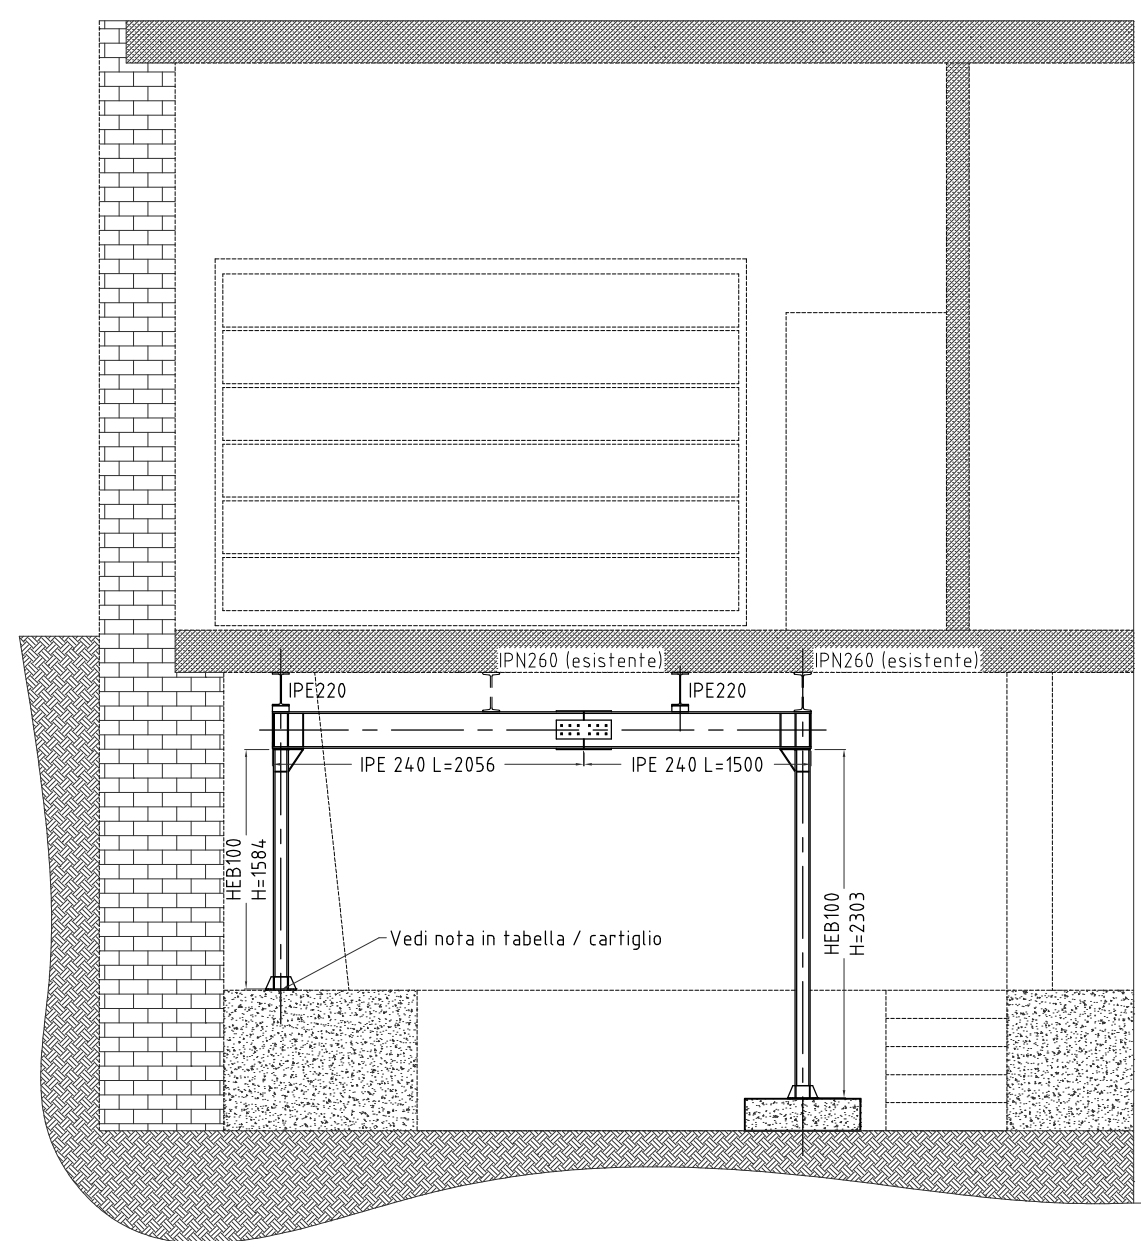 IPN260 (esistente)
IPN260 (esistente)
IPE220
IPE220
IPE 240 L=2056
IPE 240 L=1500
HEB100
H=1584
HEB100
H=2303
Vedi nota in tabella / cartiglio